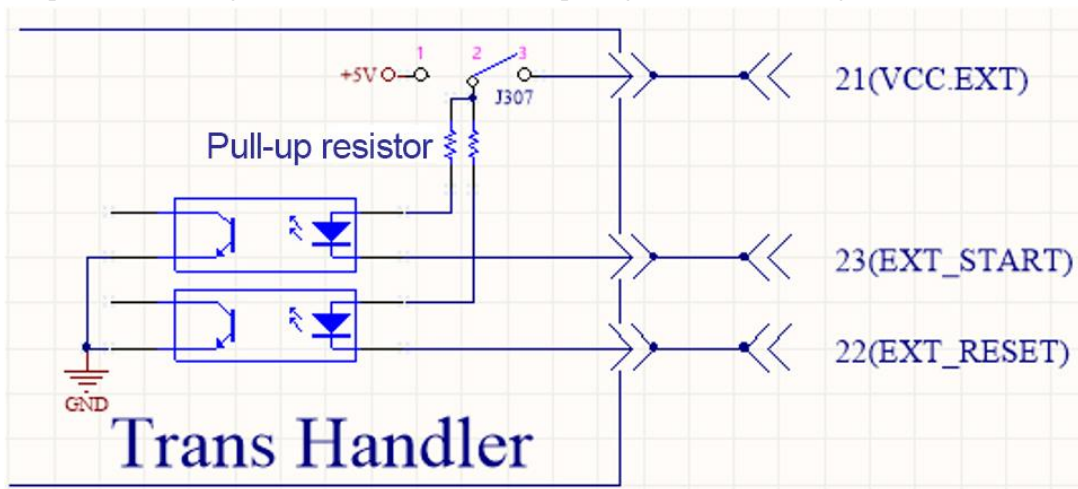 1 2 3
+5V
J307
21(VCC.EXT)
Pull-up resistor
23(EXT_START)
22(EXT_RESET)
GND
Trans Handler